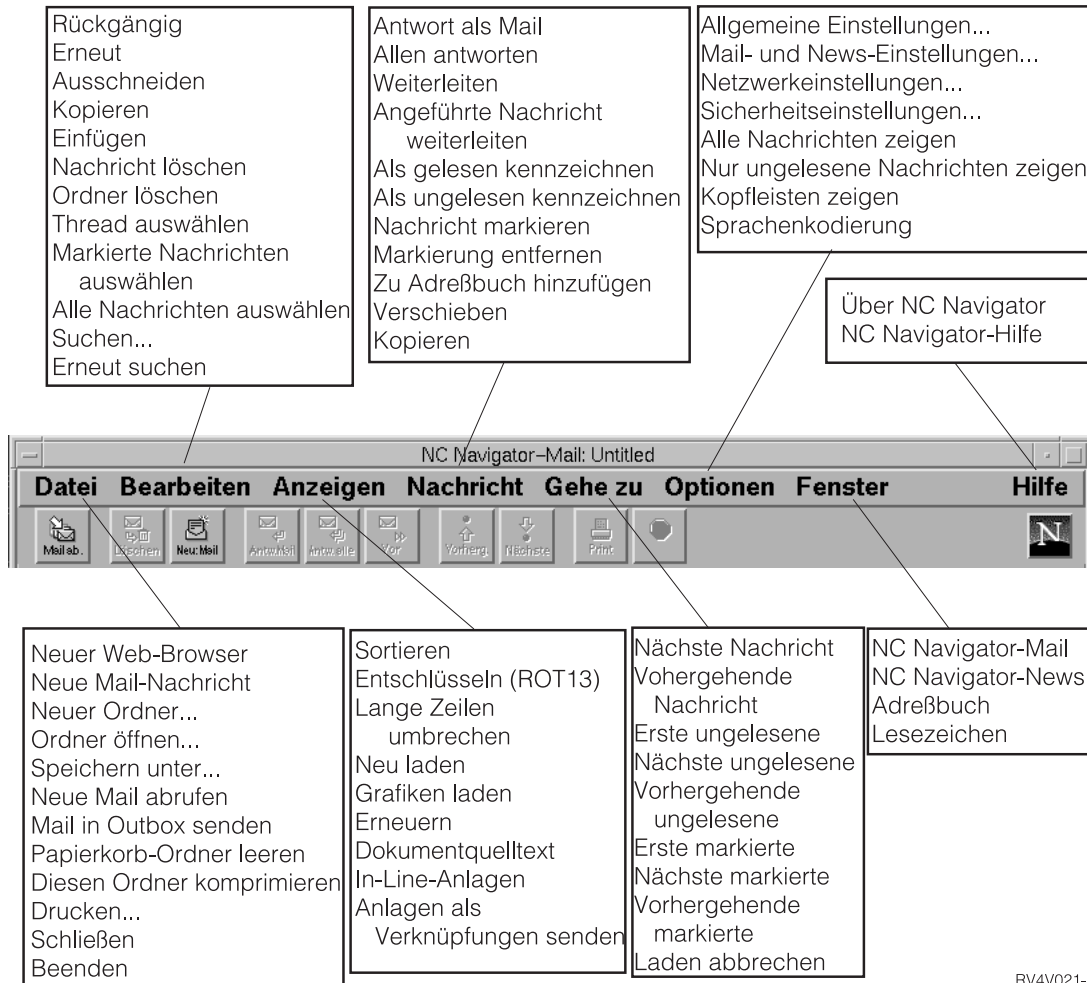 Rückgängig
Erneut
Ausschneiden
Kopieren
Einfügen
Nachricht löschen
Ordner löschen
Thread auswählen
Markierte Nachrichten
auswählen
Alle Nachrichten auswählen
Suchen...
Erneut suchen
Antwort als Mail
Allen antworten
Weiterleiten
Angeführte Nachricht
weiterleiten
Als gelesen kennzeichnen
Als ungelesen kennzeichnen
Nachricht markieren
Markierung entfernen
Zu Adreßbuch hinzufügen
Verschieben
Kopieren
Allgemeine Einstellungen...
Mail- und News-Einstellungen...
Netzwerkeinstellungen...
Sicherheitseinstellungen...
Alle Nachrichten zeigen
Nur ungelesene Nachrichten zeigen
Kopfleisten zeigen
Sprachenkodierung
Über NC Navigator
NC Navigator-Hilfe
NC Navigator–Mail: Untitled
Datei Bearbeiten Anzeigen Nachricht Gehe zu Optionen Fenster Hilfe
Mail ab. Löschen Neu:Mail Antw.Mail Antw.alle Vor Vorherg. Nächste Print N
Neuer Web-Browser
Neue Mail-Nachricht
Neuer Ordner...
Ordner öffnen...
Speichern unter...
Neue Mail abrufen
Mail in Outbox senden
Papierkorb-Ordner leeren
Diesen Ordner komprimieren
Drucken...
Schließen
Beenden
Sortieren
Entschlüsseln (ROT13)
Lange Zeilen
umbrechen
Neu laden
Grafiken laden
Erneuern
Dokumentquelltext
In-Line-Anlagen
Anlagen als
Verknüpfungen senden
Nächste Nachricht
Vohergehende
Nachricht
Erste ungelesene
Nächste ungelesene
Vorhergehende
ungelesene
Erste markierte
Nächste markierte
Vorhergehende
markierte
Laden abbrechen
NC Navigator-Mail
NC Navigator-News
Adreßbuch
Lesezeichen
RV4V021-